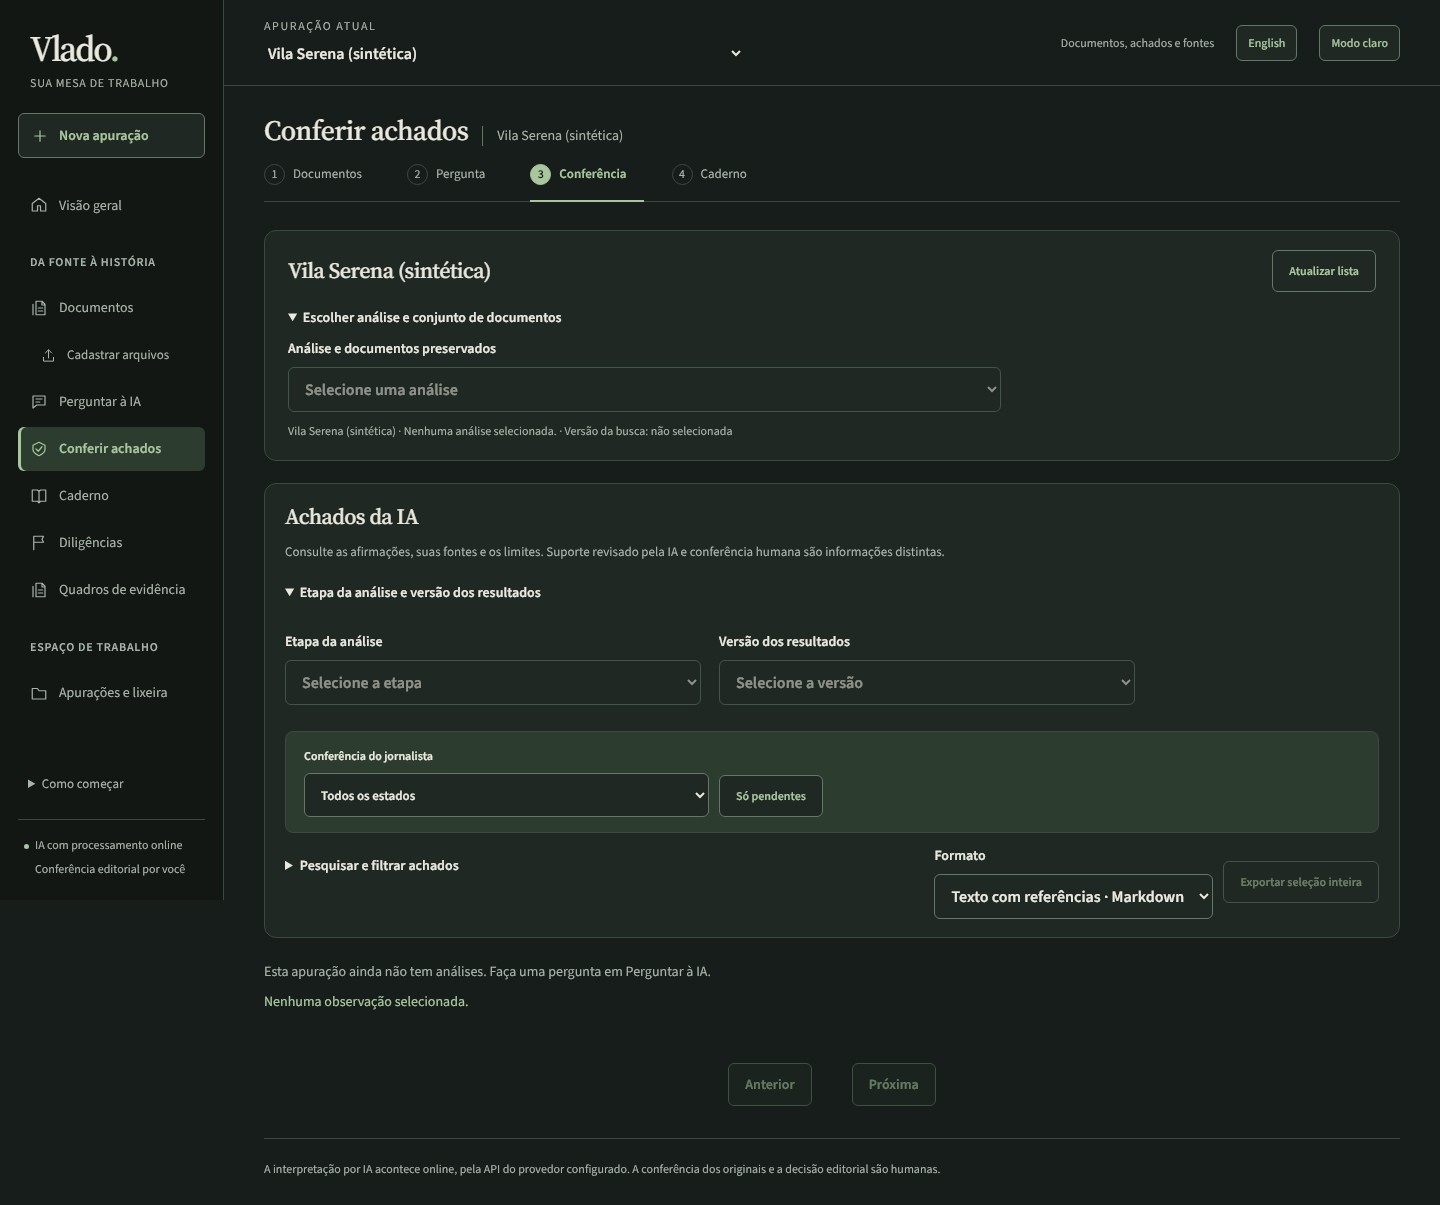 Vlado.
SUA MESA DE TRABALHO
Nova apuração
Visão geral
DA FONTE À HISTÓRIA
Documentos
Cadastrar arquivos
Perguntar à IA
Conferir achados
Caderno
Diligências
Quadros de evidência
ESPAÇO DE TRABALHO
Apurações e lixeira
Como começar
IA com processamento online
Conferência editorial por você
APURAÇÃO ATUAL
Vila Serena (sintética)
Documentos, achados e fontes
English
Modo claro
Conferir achados
Vila Serena (sintética)
1 Documentos
2 Pergunta
3 Conferência
4 Caderno
Vila Serena (sintética)
Atualizar lista
Escolher análise e conjunto de documentos
Análise e documentos preservados
Selecione uma análise
Vila Serena (sintética) · Nenhuma análise selecionada. · Versão da busca: não selecionada
Achados da IA
Consulte as afirmações, suas fontes e os limites. Suporte revisado pela IA e conferência humana são informações distintas.
Etapa da análise e versão dos resultados
Etapa da análise
Selecione a etapa
Versão dos resultados
Selecione a versão
Conferência do jornalista
Todos os estados
Só pendentes
Pesquisar e filtrar achados
Formato
Texto com referências · Markdown
Exportar seleção inteira
Esta apuração ainda não tem análises. Faça uma pergunta em Perguntar à IA.
Nenhuma observação selecionada.
Anterior
Próxima
A interpretação por IA acontece online, pela API do provedor configurado. A conferência dos originais e a decisão editorial são humanas.